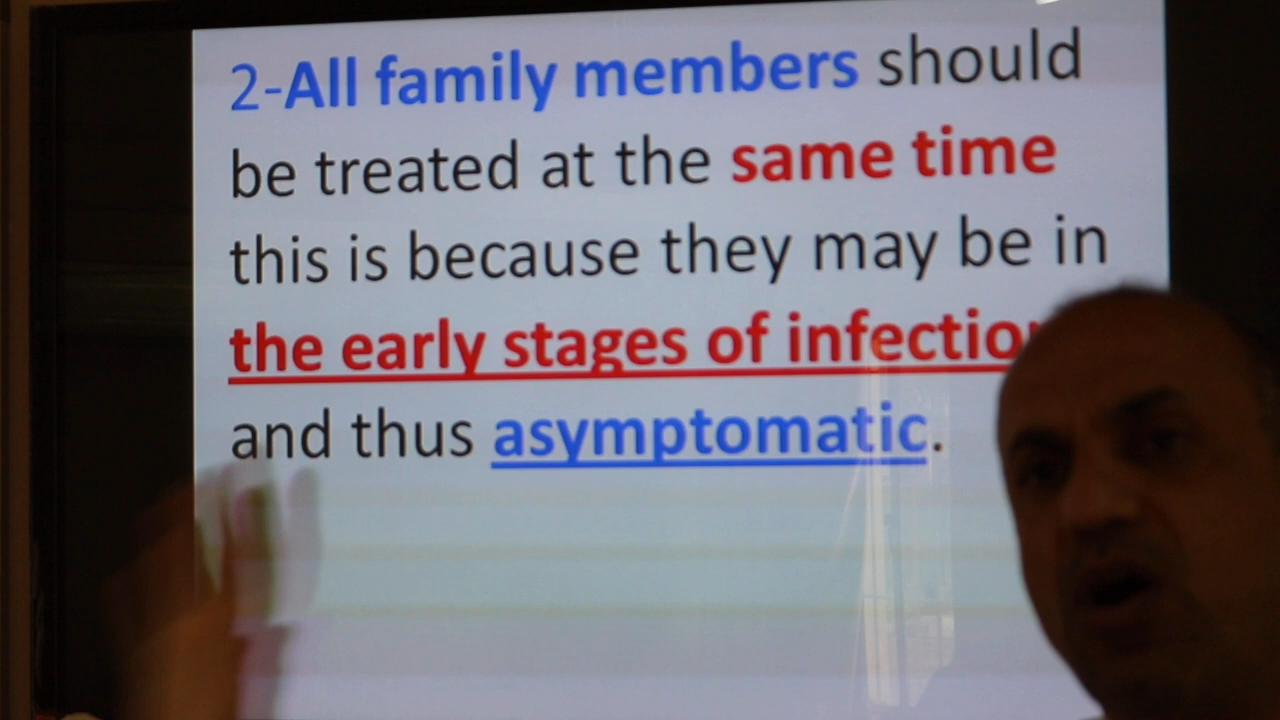 2-All family members should
be treated at the same time
this is because they may be in
the early stages of infection
and thus asymptomatic.